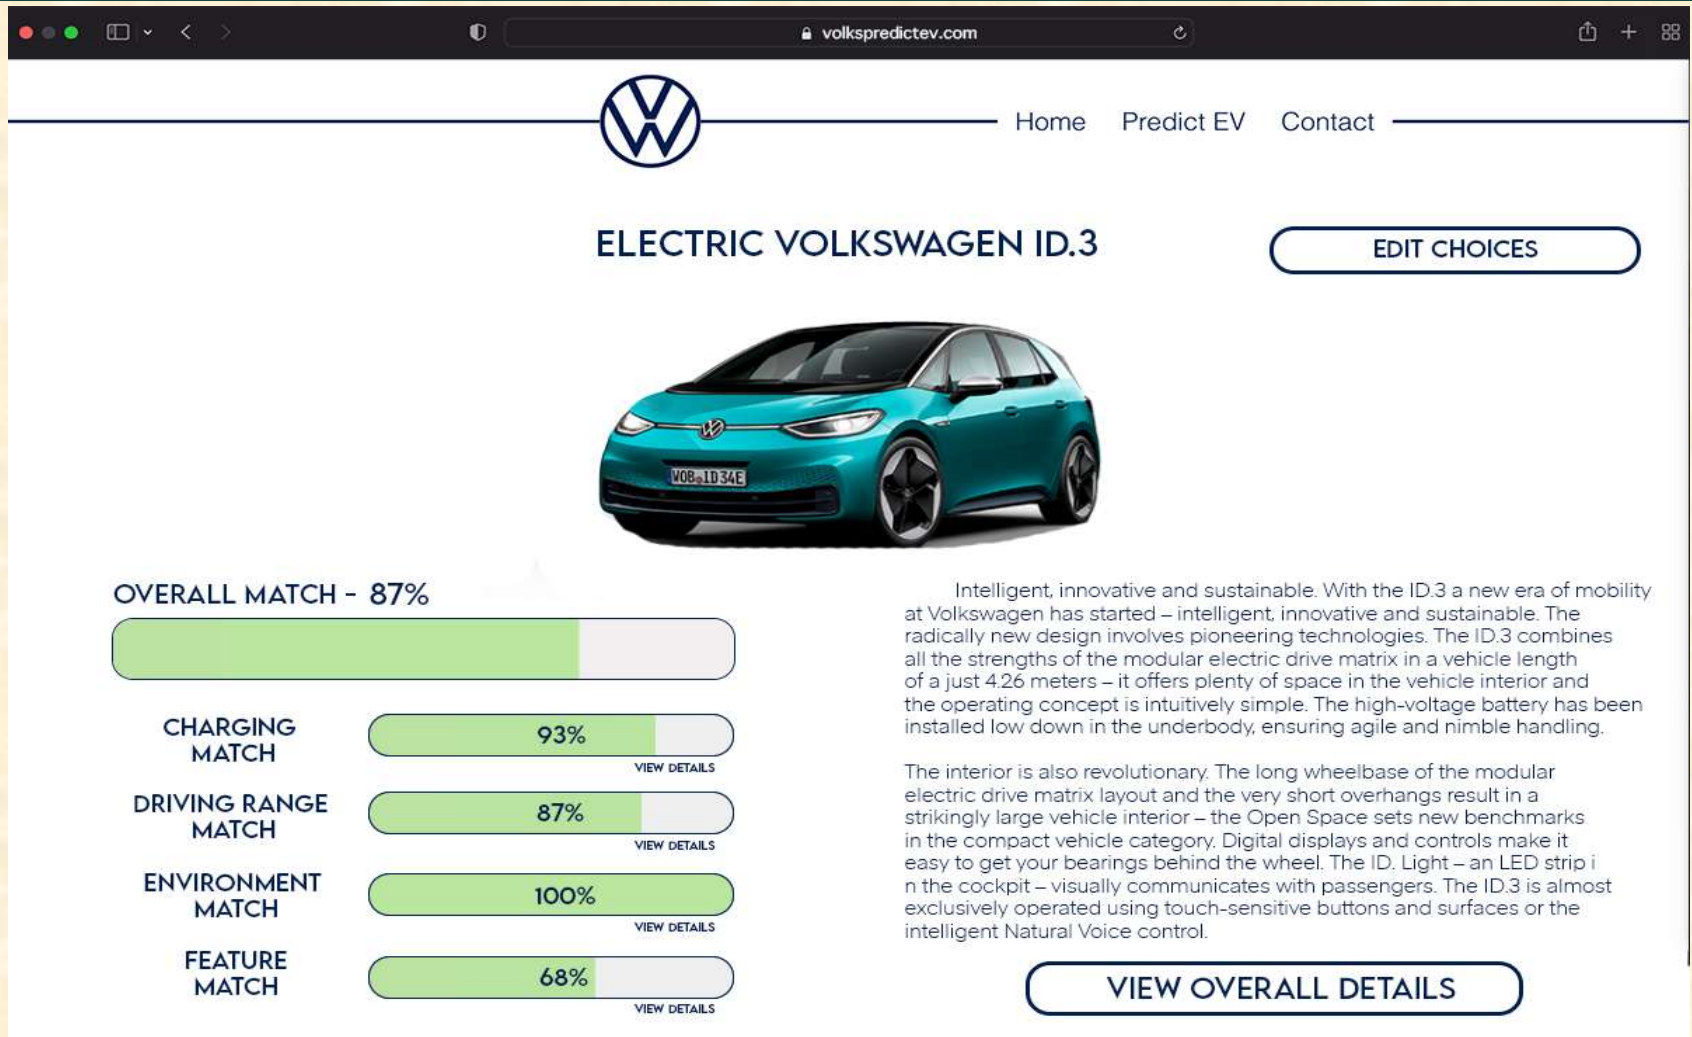 volkspredictev.com
Home Predict EV Contact
ELECTRIC VOLKSWAGEN ID.3
EDIT CHOICES
VOB ID 34E
OVERALL MATCH - 87%
CHARGING
MATCH
93%
VIEW DETAILS
DRIVING RANGE
MATCH
87%
VIEW DETAILS
ENVIRONMENT
MATCH
100%
VIEW DETAILS
FEATURE
MATCH
68%
VIEW DETAILS
Intelligent, innovative and sustainable. With the ID.3 a new era of mobility
at Volkswagen has started – intelligent, innovative and sustainable. The
radically new design involves pioneering technologies. The ID.3 combines
all the strengths of the modular electric drive matrix in a vehicle length
of a just 4.26 meters – it offers plenty of space in the vehicle interior and
the operating concept is intuitively simple. The high-voltage battery has been
installed low down in the underbody, ensuring agile and nimble handling.
The interior is also revolutionary. The long wheelbase of the modular
electric drive matrix layout and the very short overhangs result in a
strikingly large vehicle interior – the Open Space sets new benchmarks
in the compact vehicle category. Digital displays and controls make it
easy to get your bearings behind the wheel. The ID. Light – an LED strip i
n the cockpit – visually communicates with passengers. The ID.3 is almost
exclusively operated using touch-sensitive buttons and surfaces or the
intelligent Natural Voice control.
VIEW OVERALL DETAILS